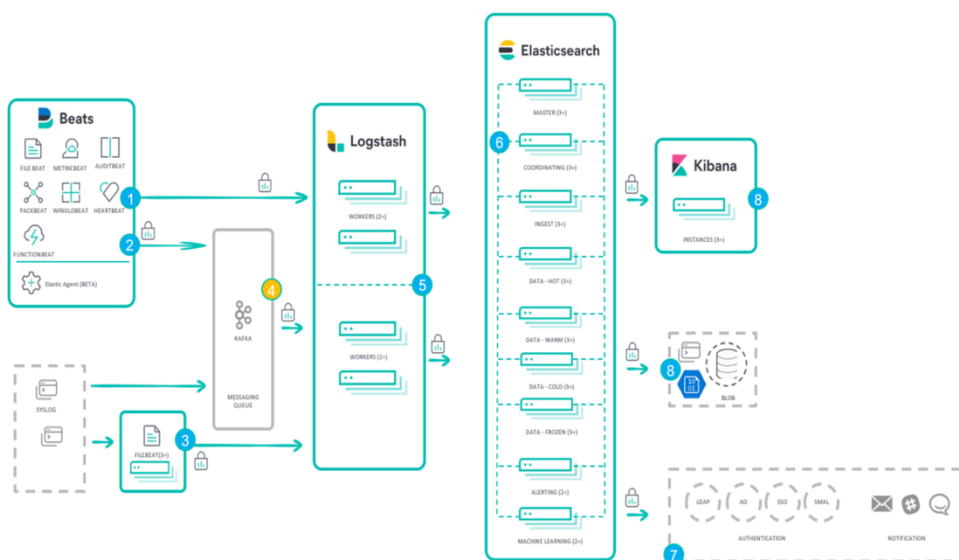 Beats
FILE BEAT
METRICBEAT
AUDITBEAT
PACKBEAT
WINGLOBEAT
HEARTBEAT
1
FUNCTIONBEAT
2
Elastic Agent (BETA)
SYSLOG
FILEBEAT(3+)
3
4
KAFKA
MESSAGING
QUEUE
Logstash
WORKERS (2+)
5
WORKERS (2+)
Elasticsearch
MASTER (3+)
6
COORDINATING (3+)
INGEST (3+)
DATA - HOT (3+)
DATA - WARM (3+)
DATA - COLD (3+)
DATA - FROZEN (3+)
ALERTING (2+)
MACHINE LEARNING (2+)
Kibana
8
INSTANCES (3+)
8
10
01
BLOB
LDAP
AD
SSO
SMAL
AUTHENTICATION
NOTIFICATION
7